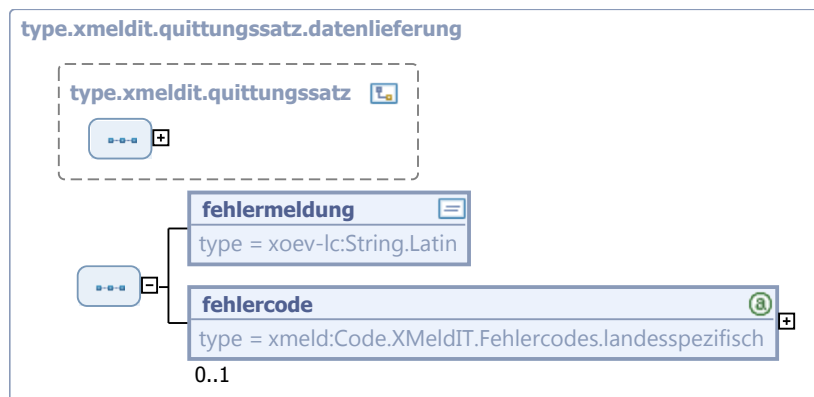 type.xmeldit.quittungssatz.datenlieferung
type.xmeldit.quittungssatz
fehlermeldung
type = xoev-lc:String.Latin
fehlercode
type = xmeld:Code.XMeldIT.Fehlercodes.landesspezifisch
0..1